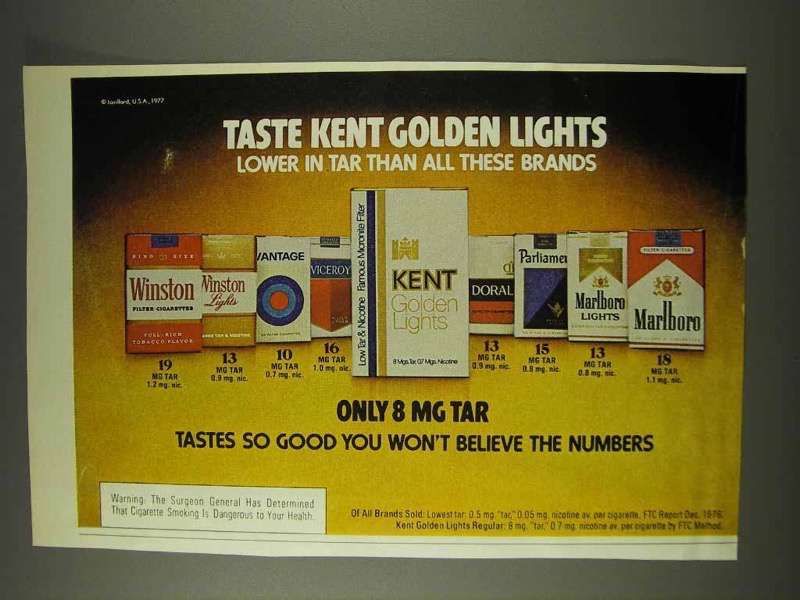 © Lorillard, U.S.A., 1977
TASTE KENT GOLDEN LIGHTS
LOWER IN TAR THAN ALL THESE BRANDS
KING SIZE
Winston
FILTER-CIGARETTES
FULL-RICH
TOBACCO FLAVOR
19
MG TAR
1.2 mg. nic.
Winston
Lights
13
MG TAR
0.9 mg. nic.
VANTAGE
10
MG TAR
0.7 mg. nic.
VICEROY
16
MG TAR
1.0 mg. nic.
Low Tar & Nicotine Famous Micronite Filter
KENT
Golden
Lights
8 Mgs. Tar, 0.7 Mgs. Nicotine
DORAL
13
MG TAR
0.9 mg. nic.
Parliament
15
MG TAR
0.8 mg. nic.
Marlboro
LIGHTS
13
MG TAR
0.8 mg. nic.
FILTER CIGARETTES
Marlboro
18
MG TAR
1.1 mg. nic.
ONLY 8 MG TAR
TASTES SO GOOD YOU WON'T BELIEVE THE NUMBERS
Warning: The Surgeon General Has Determined
That Cigarette Smoking Is Dangerous to Your Health.
Of All Brands Sold: Lowest tar: 0.5 mg. "tar," 0.05 mg. nicotine av. per cigarette, FTC Report Dec. 1976.
Kent Golden Lights Regular: 8 mg. "tar," 0.7 mg. nicotine av. per cigarette by FTC Method.